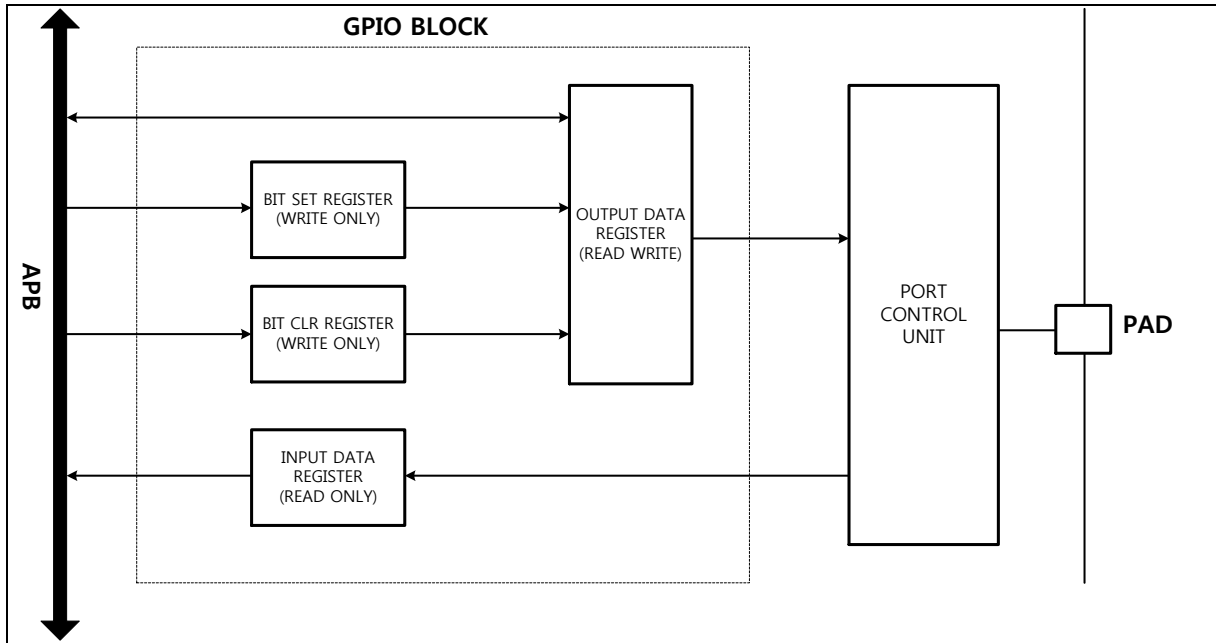 GPIO BLOCK
BIT SET REGISTER
(WRITE ONLY)
OUTPUT DATA
REGISTER
(READ WRITE)
APB
BIT CLR REGISTER
(WRITE ONLY)
PORT
CONTROL
UNIT
PAD
INPUT DATA
REGISTER
(READ ONLY)